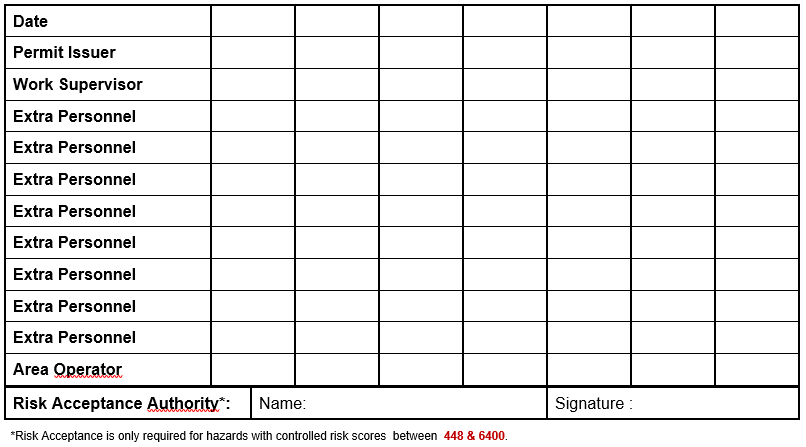 Date
Permit Issuer
Work Supervisor
Extra Personnel
Extra Personnel
Extra Personnel
Extra Personnel
Extra Personnel
Extra Personnel
Extra Personnel
Extra Personnel
Area Operator
Risk Acceptance Authority*: Name: Signature :
*Risk Acceptance is only required for hazards with controlled risk scores between 448 & 6400.